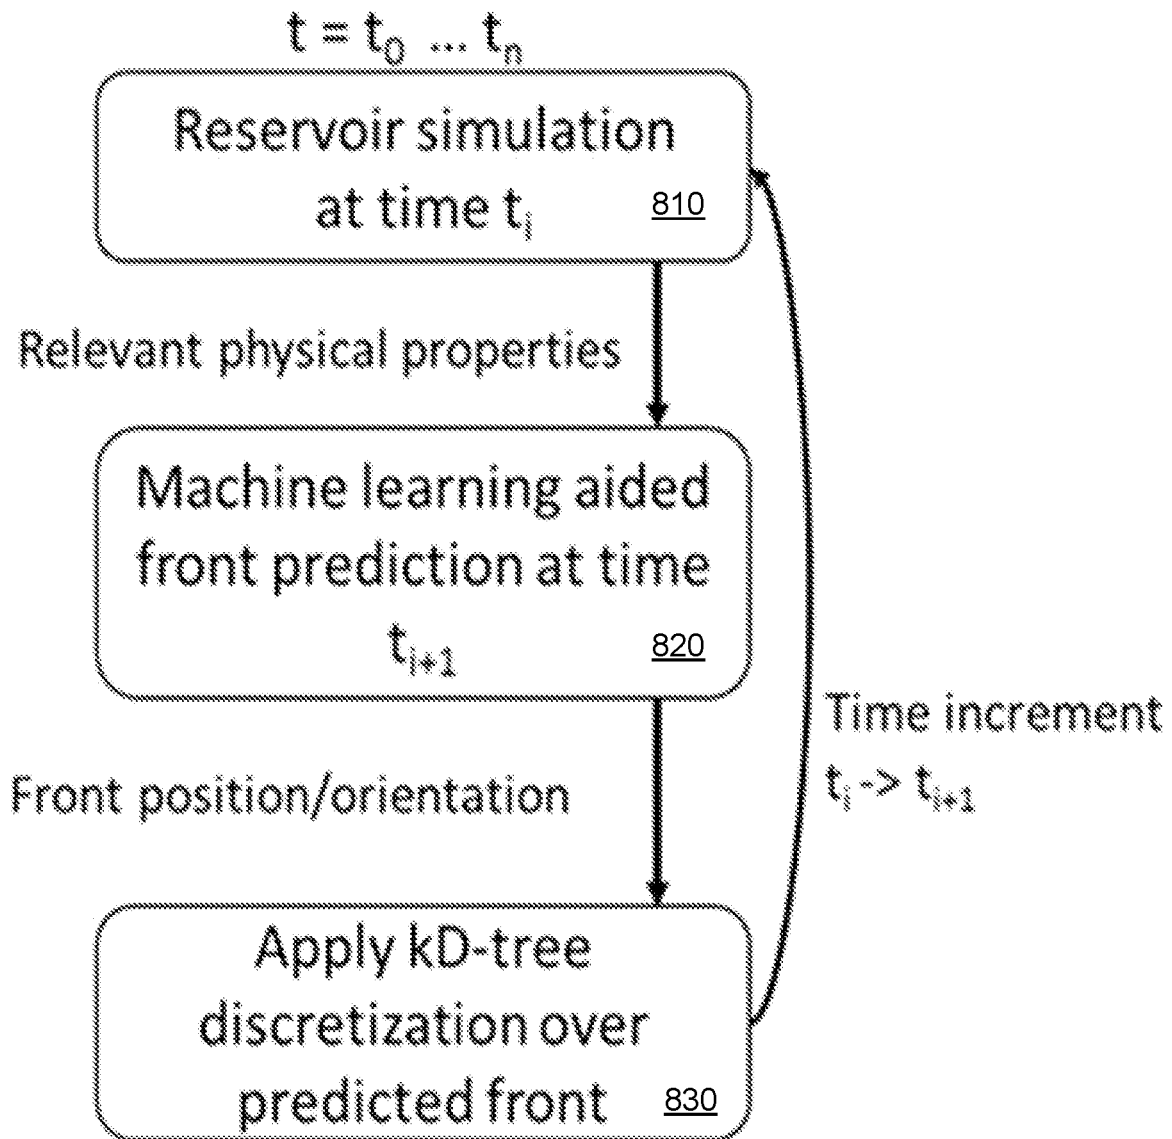 t = t₀ ... tₙ
Reservoir simulation
at time tᵢ
810
Relevant physical properties
Machine learning aided
front prediction at time
tᵢ₊₁
820
Time increment
tᵢ -> tᵢ₊₁
Front position/orientation
Apply kD-tree
discretization over
predicted front
830